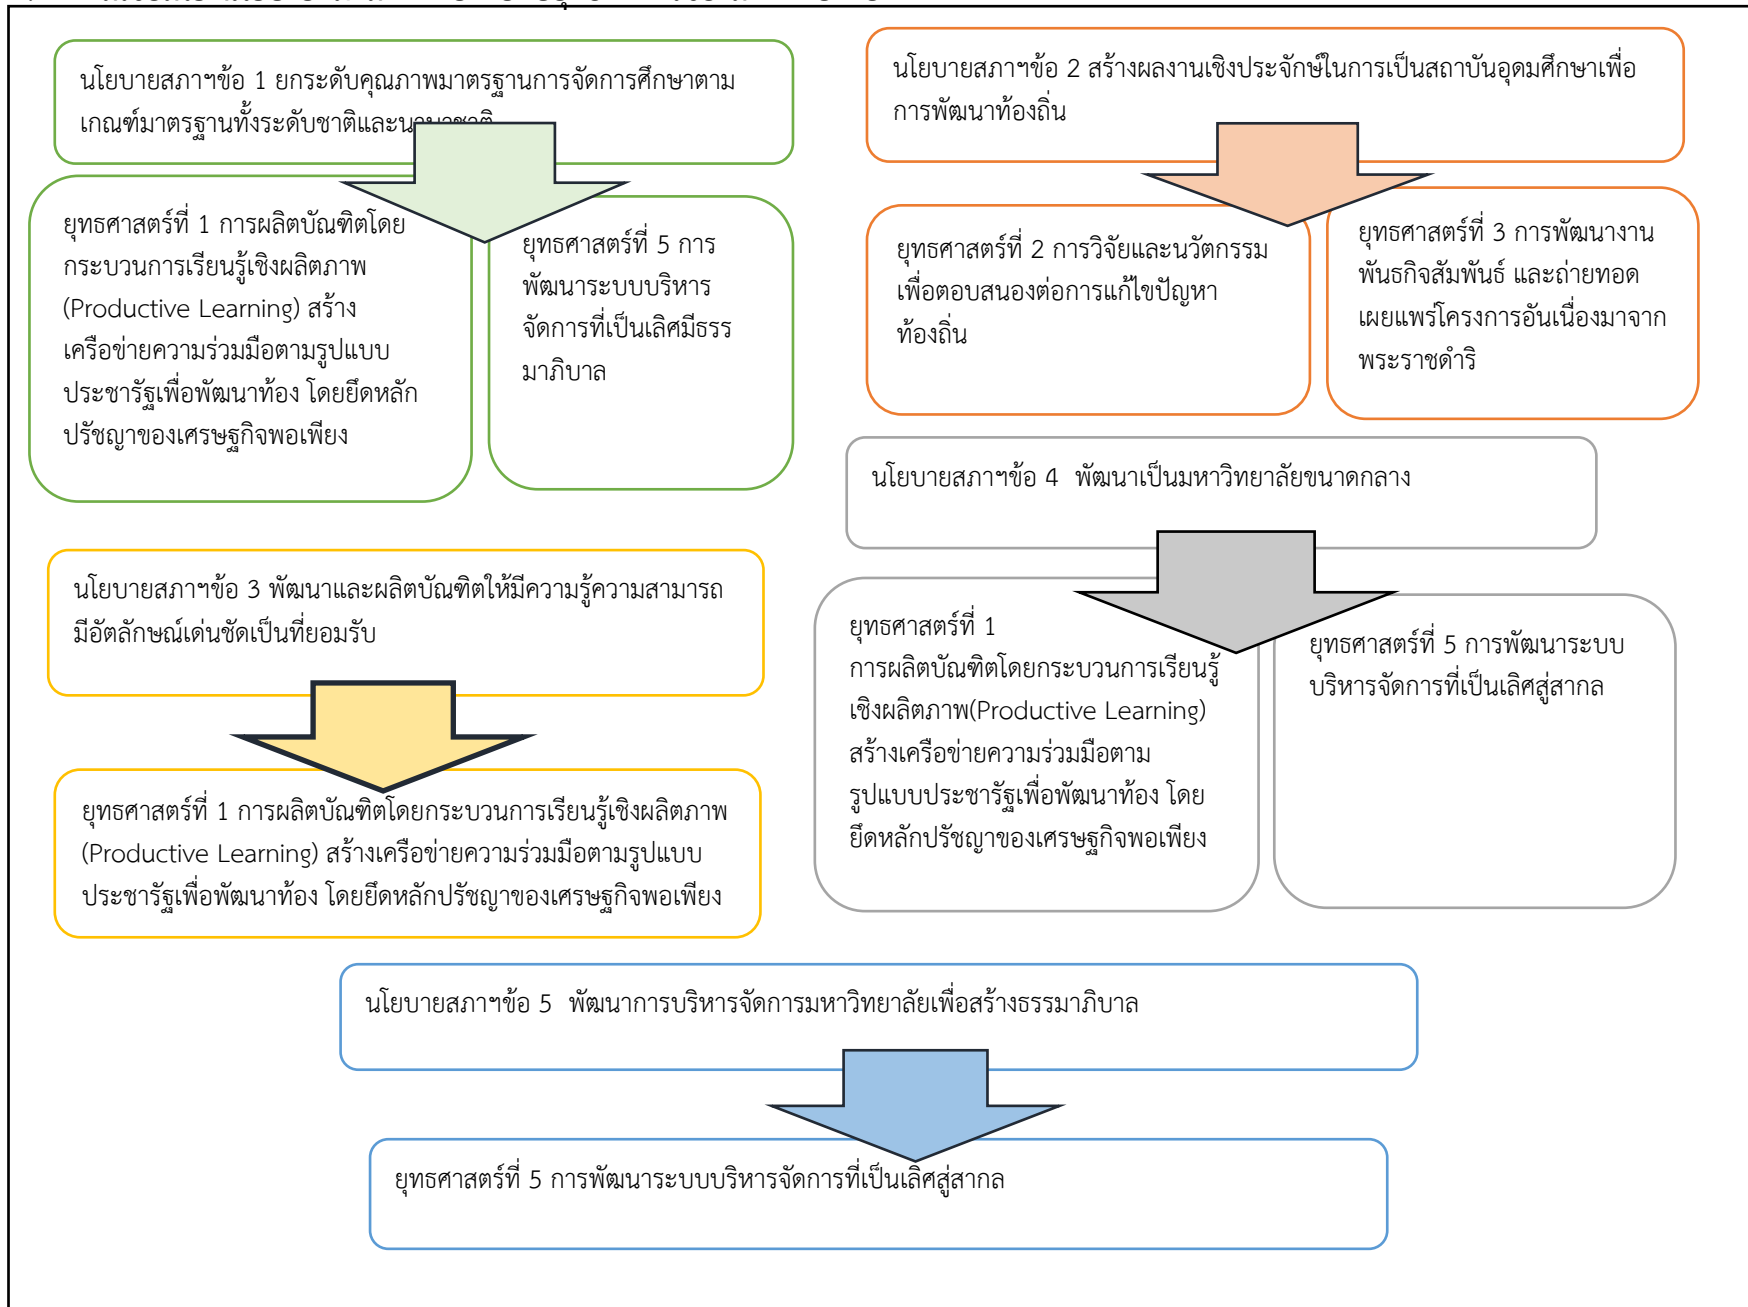 นโยบายสภาฯข้อ 1 ยกระดับคุณภาพมาตรฐานการจัดการศึกษาตาม
เกณฑ์มาตรฐานทั้งระดับชาติและนานาชาติ
ยุทธศาสตร์ที่ 1 การผลิตบัณฑิตโดย
กระบวนการเรียนรู้เชิงผลิตภาพ
(Productive Learning) สร้าง
เครือข่ายความร่วมมือตามรูปแบบ
ประชารัฐเพื่อพัฒนาท้อง โดยยึดหลัก
ปรัชญาของเศรษฐกิจพอเพียง
ยุทธศาสตร์ที่ 5 การ
พัฒนาระบบบริหาร
จัดการที่เป็นเลิศมีธรร
มาภิบาล
นโยบายสภาฯข้อ 2 สร้างผลงานเชิงประจักษ์ในการเป็นสถาบันอุดมศึกษาเพื่อ
การพัฒนาท้องถิ่น
ยุทธศาสตร์ที่ 2 การวิจัยและนวัตกรรม
เพื่อตอบสนองต่อการแก้ไขปัญหา
ท้องถิ่น
ยุทธศาสตร์ที่ 3 การพัฒนางาน
พันธกิจสัมพันธ์ และถ่ายทอด
เผยแพร่โครงการอันเนื่องมาจาก
พระราชดำริ
นโยบายสภาฯข้อ 3 พัฒนาและผลิตบัณฑิตให้มีความรู้ความสามารถ
มีอัตลักษณ์เด่นชัดเป็นที่ยอมรับ
ยุทธศาสตร์ที่ 1 การผลิตบัณฑิตโดยกระบวนการเรียนรู้เชิงผลิตภาพ
(Productive Learning) สร้างเครือข่ายความร่วมมือตามรูปแบบ
ประชารัฐเพื่อพัฒนาท้อง โดยยึดหลักปรัชญาของเศรษฐกิจพอเพียง
นโยบายสภาฯข้อ 4  พัฒนาเป็นมหาวิทยาลัยขนาดกลาง
ยุทธศาสตร์ที่ 1
การผลิตบัณฑิตโดยกระบวนการเรียนรู้
เชิงผลิตภาพ(Productive Learning)
สร้างเครือข่ายความร่วมมือตาม
รูปแบบประชารัฐเพื่อพัฒนาท้อง โดย
ยึดหลักปรัชญาของเศรษฐกิจพอเพียง
ยุทธศาสตร์ที่ 5 การพัฒนาระบบ
บริหารจัดการที่เป็นเลิศสู่สากล
นโยบายสภาฯข้อ 5  พัฒนาการบริหารจัดการมหาวิทยาลัยเพื่อสร้างธรรมาภิบาล
ยุทธศาสตร์ที่ 5 การพัฒนาระบบบริหารจัดการที่เป็นเลิศสู่สากล